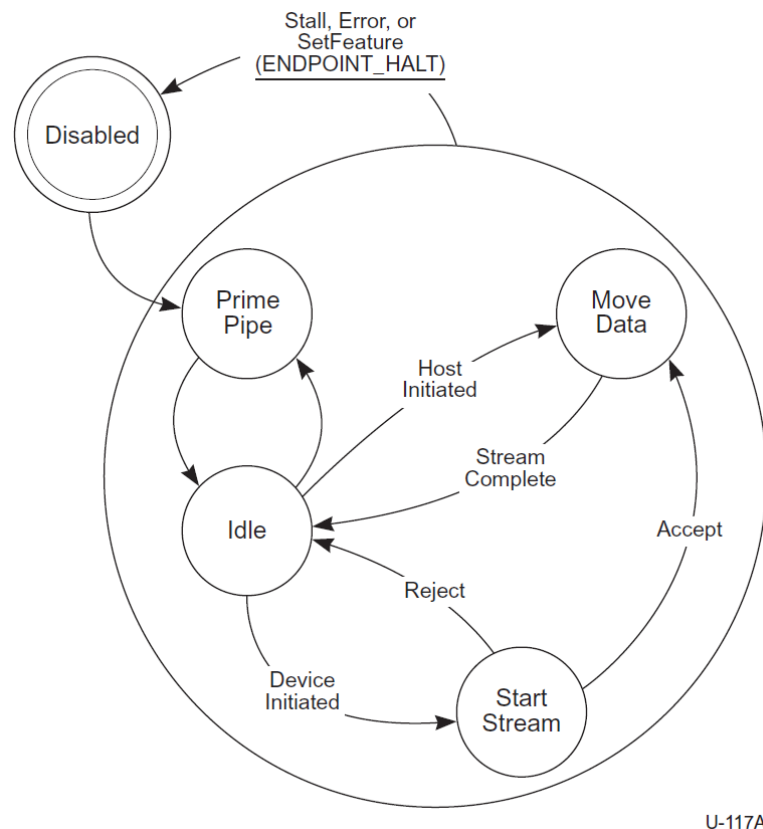 Stall, Error, or
SetFeature
(ENDPOINT_HALT)
Disabled
Prime
Pipe
Move
Data
Host
Initiated
Stream
Complete
Idle
Accept
Reject
Device
Initiated
Start
Stream
U-117A